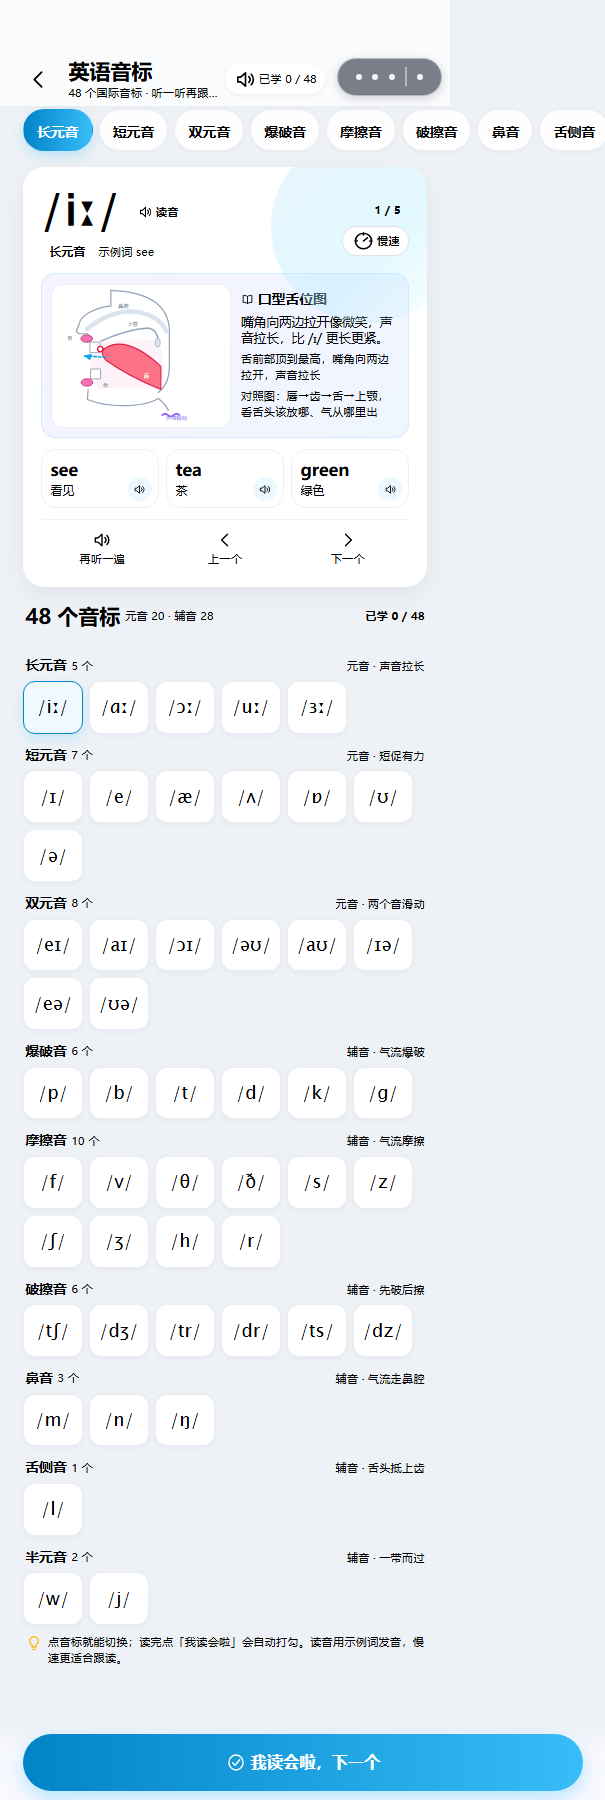 英语音标
48 个国际音标 · 听一听再跟...
已学 0 / 48
长元音
短元音
双元音
爆破音
摩擦音
破擦音
鼻音
舌侧音
/iː/
读音
1 / 5
长元音 示例词 see
慢速
鼻腔
上颚
舌
齿
口型舌位图
嘴角向两边拉开像微笑，声
音拉长，比 /ɪ/ 更长更紧。
舌前部顶到最高，嘴角向两边
拉开，声音拉长
对照图：唇→齿→舌→上颚，
看舌头该放哪、气从哪里出
see
看见
tea
茶
green
绿色
再听一遍
上一个
下一个
48 个音标 元音 20 · 辅音 28
已学 0 / 48
长元音 5 个
元音 · 声音拉长
/iː/ /ɑː/ /ɔː/ /uː/ /ɜː/
短元音 7 个
元音 · 短促有力
/ɪ/ /e/ /æ/ /ʌ/ /ɒ/ /ʊ/
/ə/
双元音 8 个
元音 · 两个音滑动
/eɪ/ /aɪ/ /ɔɪ/ /əʊ/ /aʊ/ /ɪə/
/eə/ /ʊə/
爆破音 6 个
辅音 · 气流爆破
/p/ /b/ /t/ /d/ /k/ /g/
摩擦音 10 个
辅音 · 气流摩擦
/f/ /v/ /θ/ /ð/ /s/ /z/
/ʃ/ /ʒ/ /h/ /r/
破擦音 6 个
辅音 · 先破后擦
/tʃ/ /dʒ/ /tr/ /dr/ /ts/ /dz/
鼻音 3 个
辅音 · 气流走鼻腔
/m/ /n/ /ŋ/
舌侧音 1 个
辅音 · 舌头抵上齿
/l/
半元音 2 个
辅音 · 一带而过
/w/ /j/
点音标就能切换；读完点「我读会啦」会自动打勾。读音用示例词发音，慢
速更适合跟读。
我读会啦，下一个